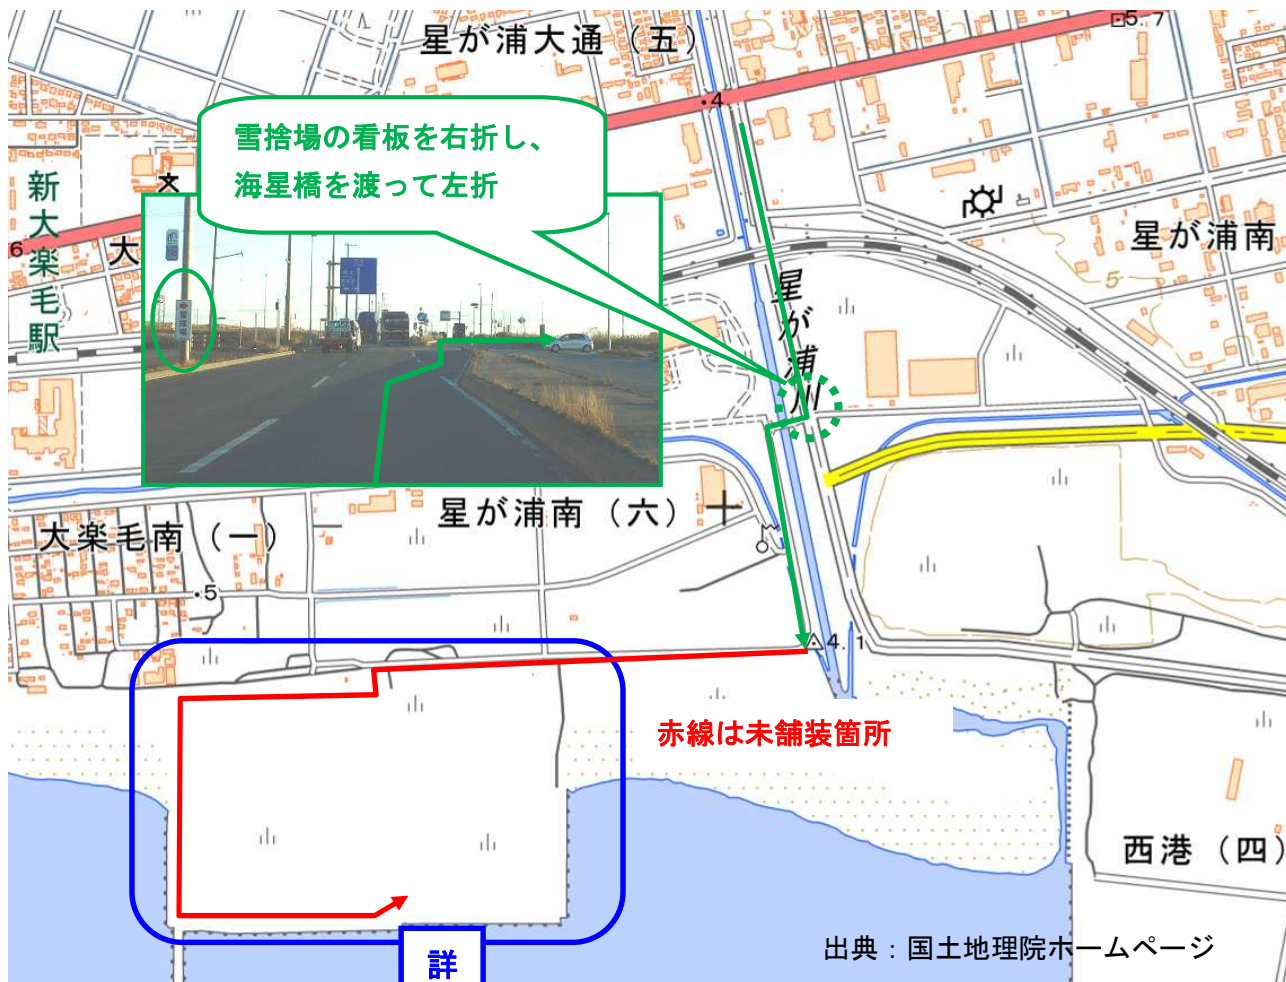 星が浦大通（五）
5.7
4
雪捨場の看板を右折し、
海星橋を渡って左折
新大楽毛駅
6
大
星が浦南
5
星が浦川
星が浦南（六）
大楽毛南（一）
5
4.1
赤線は未舗装箇所
西港（四）
詳
出典：国土地理院ホームページ